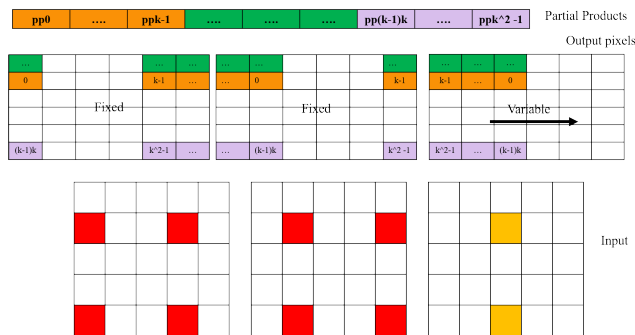 pp0 …. ppk-1 …. …. …. pp(k-1)k …. ppk^2 -1 Partial Products
Output pixels
… … … … … … … …
0 k-1 … … 0 k-1 k-1 … 0
Fixed Fixed Variable
(k-1)k k^2-1 … … (k-1)k k^2 -1 k^2-1 … (k-1)k
Input